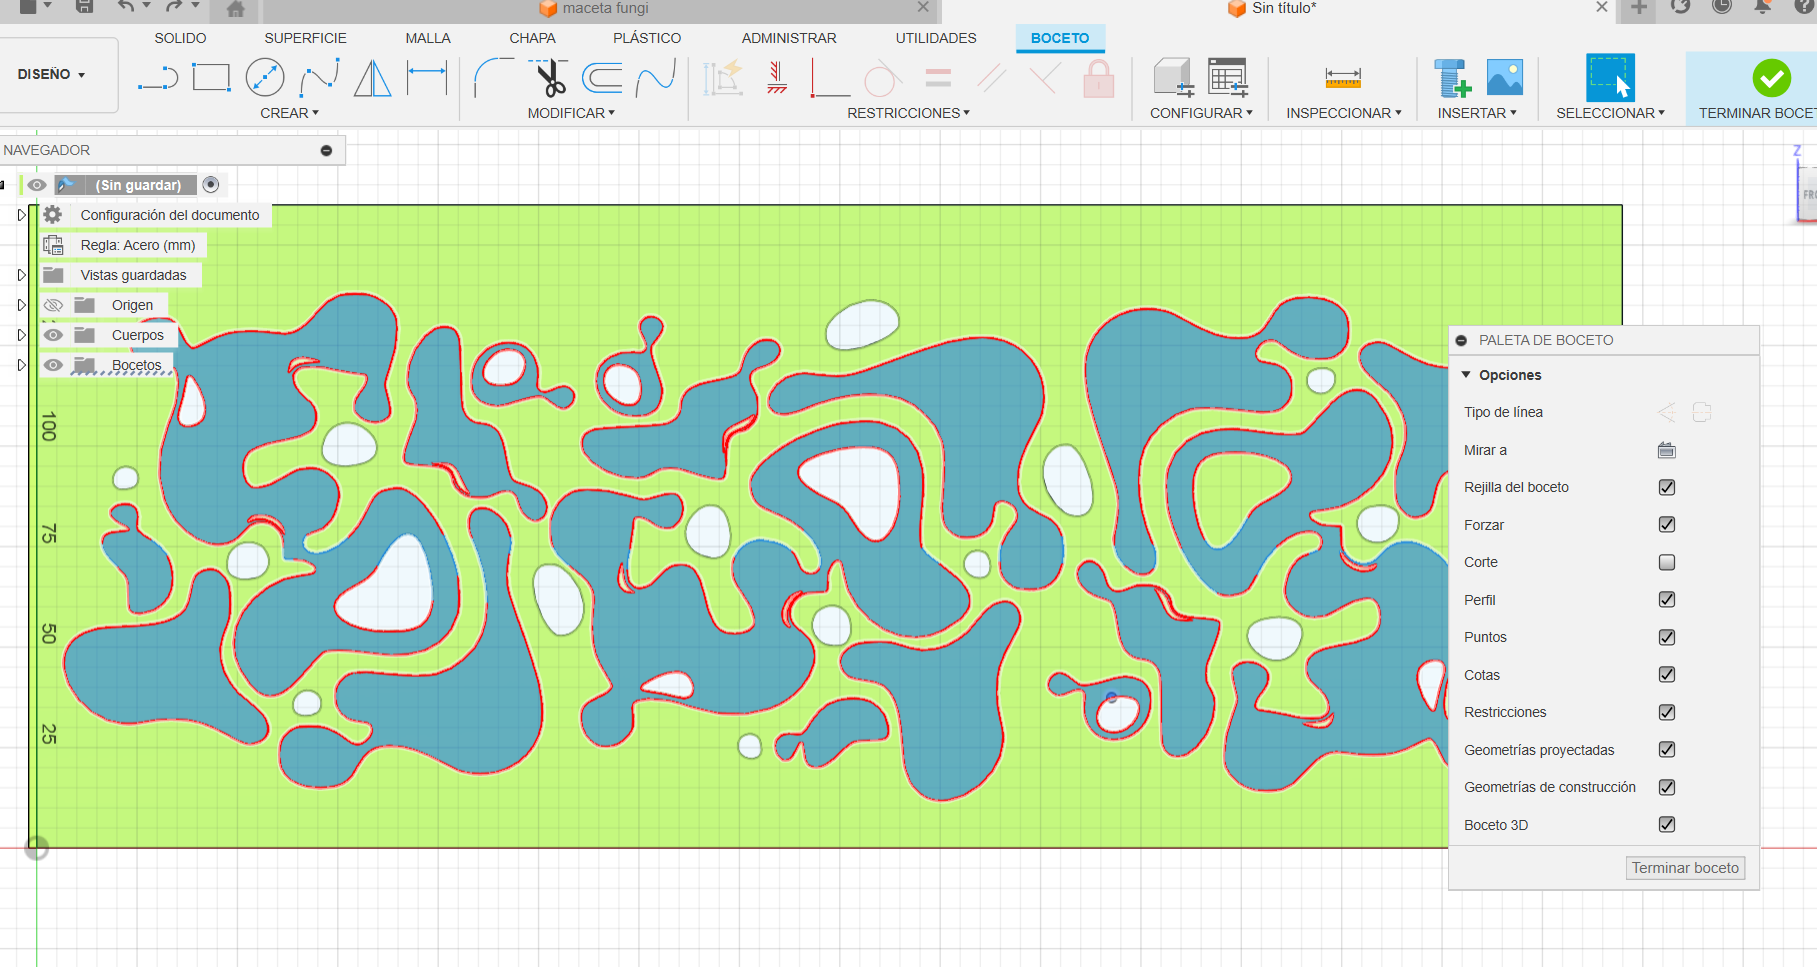 maceta fungi
Sin título*
SOLIDO
SUPERFICIE
MALLA
CHAPA
PLÁSTICO
ADMINISTRAR
UTILIDADES
BOCETO
DISEÑO
CREAR
MODIFICAR
RESTRICCIONES
CONFIGURAR
INSPECCIONAR
INSERTAR
SELECCIONAR
TERMINAR BOCET
NAVEGADOR
(Sin guardar)
Configuración del documento
Regla: Acero (mm)
Vistas guardadas
Origen
Cuerpos
Bocetos
100
75
50
25
Z
FRO
PALETA DE BOCETO
Opciones
Tipo de línea
Mirar a
Rejilla del boceto
Forzar
Corte
Perfil
Puntos
Cotas
Restricciones
Geometrías proyectadas
Geometrías de construcción
Boceto 3D
Terminar boceto